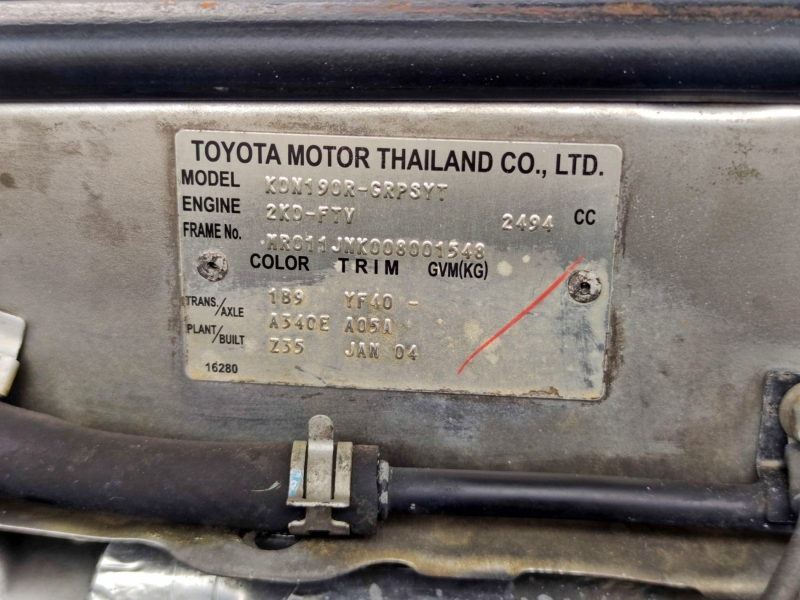 TOYOTA MOTOR THAILAND CO., LTD.
MODEL KDN190R-GRPSYT
ENGINE 2KD-FTV 2494 CC
FRAME No. MR011JNK008001548
COLOR TRIM GVM(KG)
1B9 YF40 -
TRANS./AXLE A340E A05A
PLANT/BUILT Z35 JAN 04
16280